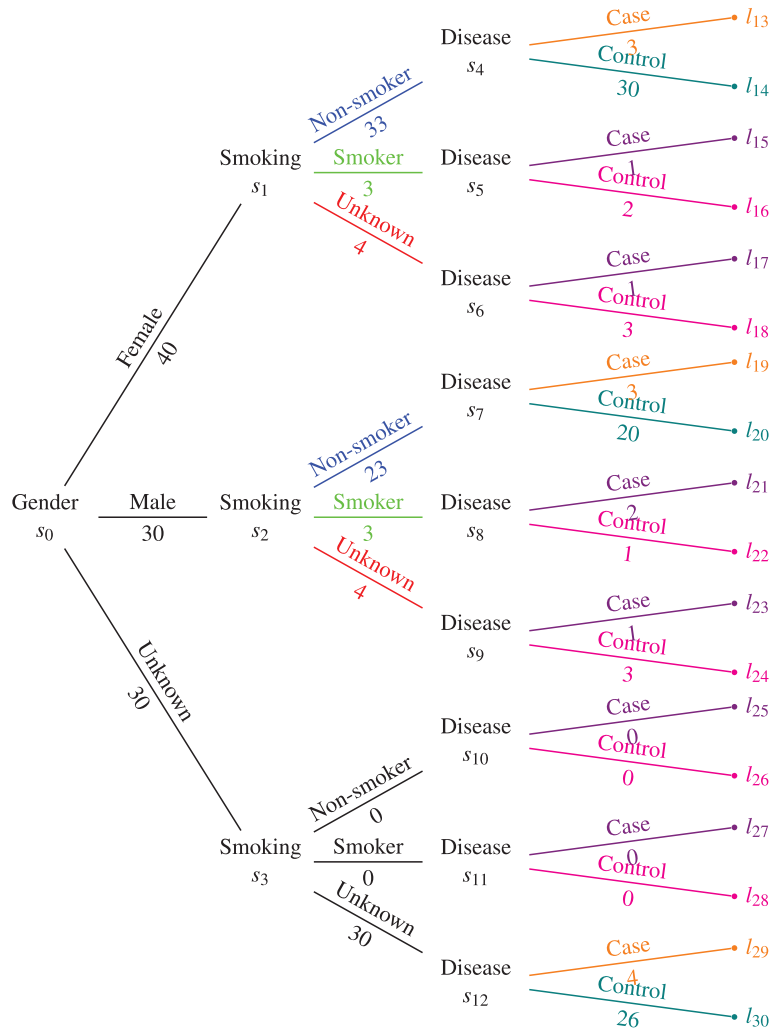 Gender
s0
Female
40
Male
30
Unknown
30
Smoking
s1
Non-smoker
33
Smoker
3
Unknown
4
Smoking
s2
Non-smoker
23
Smoker
3
Unknown
4
Smoking
s3
Non-smoker
0
Smoker
0
Unknown
30
Disease
s4
Case
3
Control
30
l13
l14
Disease
s5
Case
1
Control
2
l15
l16
Disease
s6
Case
1
Control
3
l17
l18
Disease
s7
Case
3
Control
20
l19
l20
Disease
s8
Case
2
Control
1
l21
l22
Disease
s9
Case
1
Control
3
l23
l24
Disease
s10
Case
0
Control
0
l25
l26
Disease
s11
Case
0
Control
0
l27
l28
Disease
s12
Case
4
Control
26
l29
l30